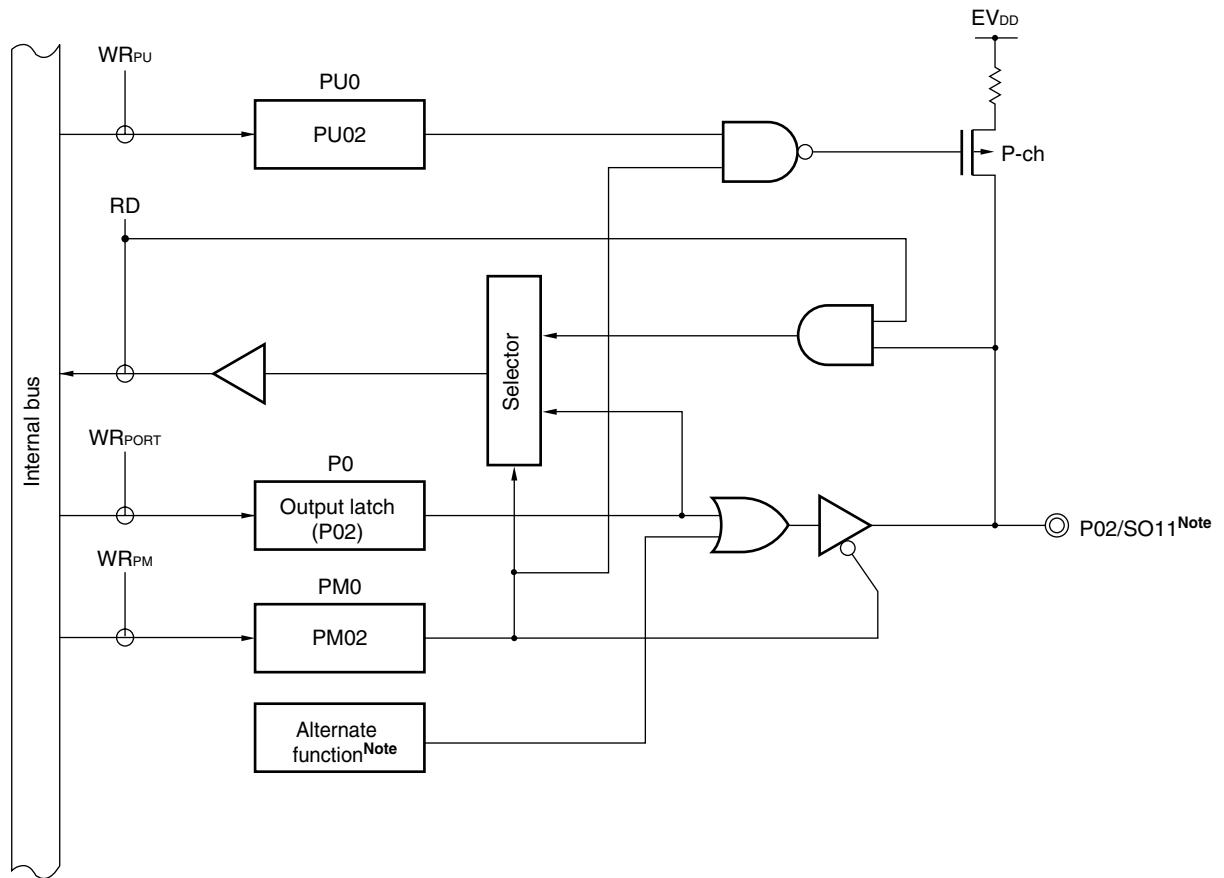 EVDD
WRPU
PU0
PU02
P-ch
RD
Selector
Internal bus
WRPORT
P0
Output latch
(P02)
P02/SO11Note
WRPM
PM0
PM02
Alternate
functionNote